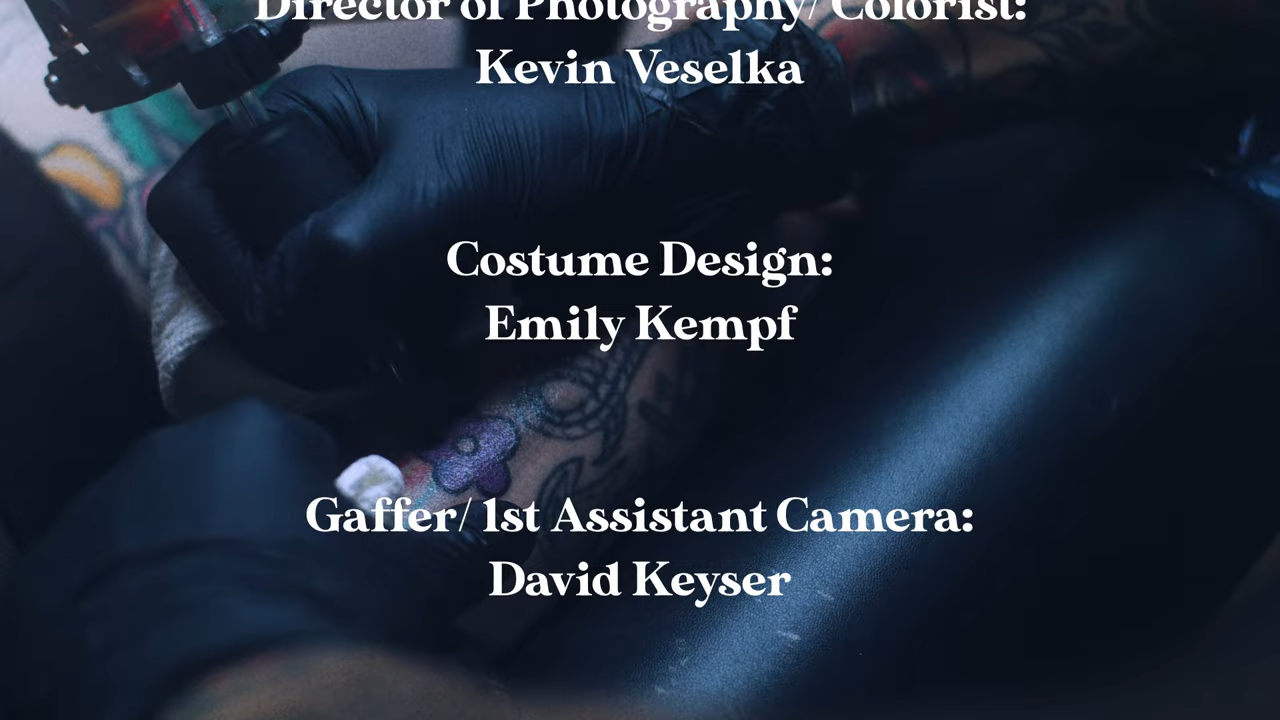 Director of Photography/ Colorist:
Kevin Veselka
Costume Design:
Emily Kempf
Gaffer/ 1st Assistant Camera:
David Keyser